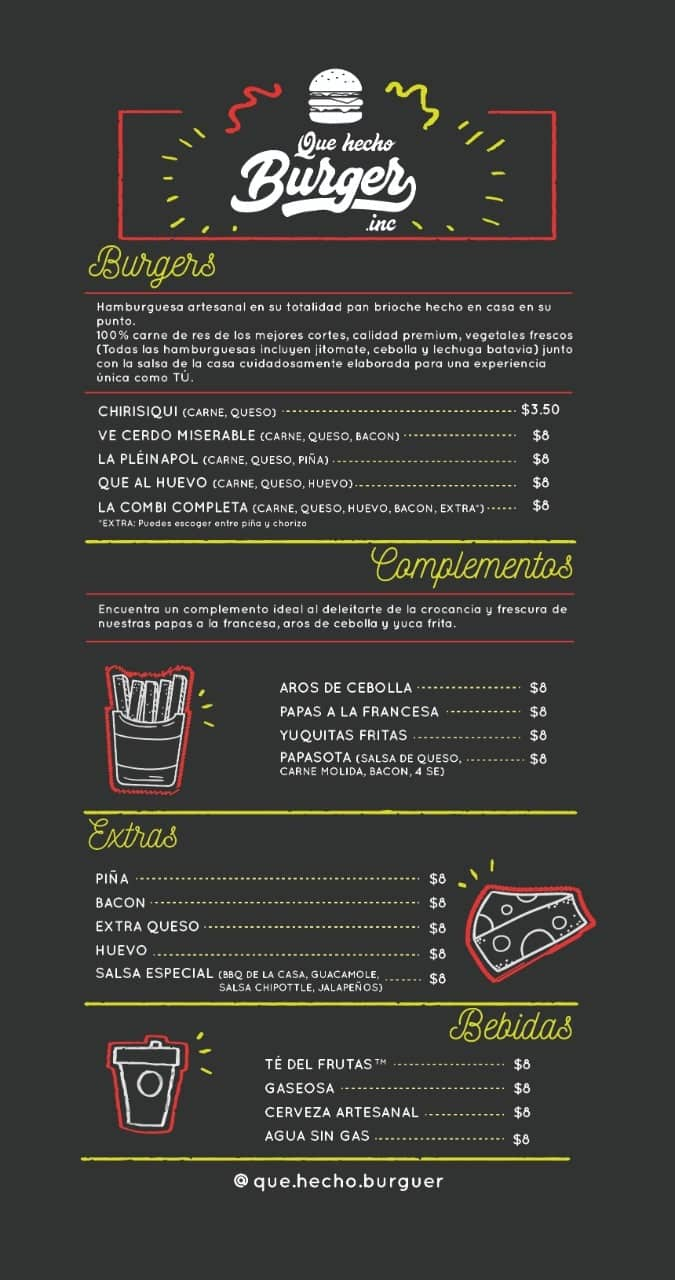 Que hecho
Burger
.inc
Burgers
Hamburguesa artesanal en su totalidad pan brioche hecho en casa en su
punto.
100% carne de res de los mejores cortes, calidad premium, vegetales frescos
(Todas las hamburguesas incluyen jitomate, cebolla y lechuga batavia) junto
con la salsa de la casa cuidadosamente elaborada para una experiencia
única como TÚ.
CHIRISIQUI (CARNE, QUESO) $3.50
VE CERDO MISERABLE (CARNE, QUESO, BACON) $8
LA PLÉINAPOL (CARNE, QUESO, PIÑA) $8
QUE AL HUEVO (CARNE, QUESO, HUEVO) $8
LA COMBI COMPLETA (CARNE, QUESO, HUEVO, BACON, EXTRA*) $8
*EXTRA: Puedes escoger entre piña y chorizo
Complementos
Encuentra un complemento ideal al deleitarte de la crocancia y frescura de
nuestras papas a la francesa, aros de cebolla y yuca frita.
AROS DE CEBOLLA $8
PAPAS A LA FRANCESA $8
YUQUITAS FRITAS $8
PAPASOTA (SALSA DE QUESO, $8
CARNE MOLIDA, BACON, 4 SE)
Extras
PIÑA $8
BACON $8
EXTRA QUESO $8
HUEVO $8
SALSA ESPECIAL (BBQ DE LA CASA, GUACAMOLE, $8
SALSA CHIPOTTLE, JALAPEÑOS)
Bebidas
TÉ DEL FRUTAS™ $8
GASEOSA $8
CERVEZA ARTESANAL $8
AGUA SIN GAS $8
@que.hecho.burguer